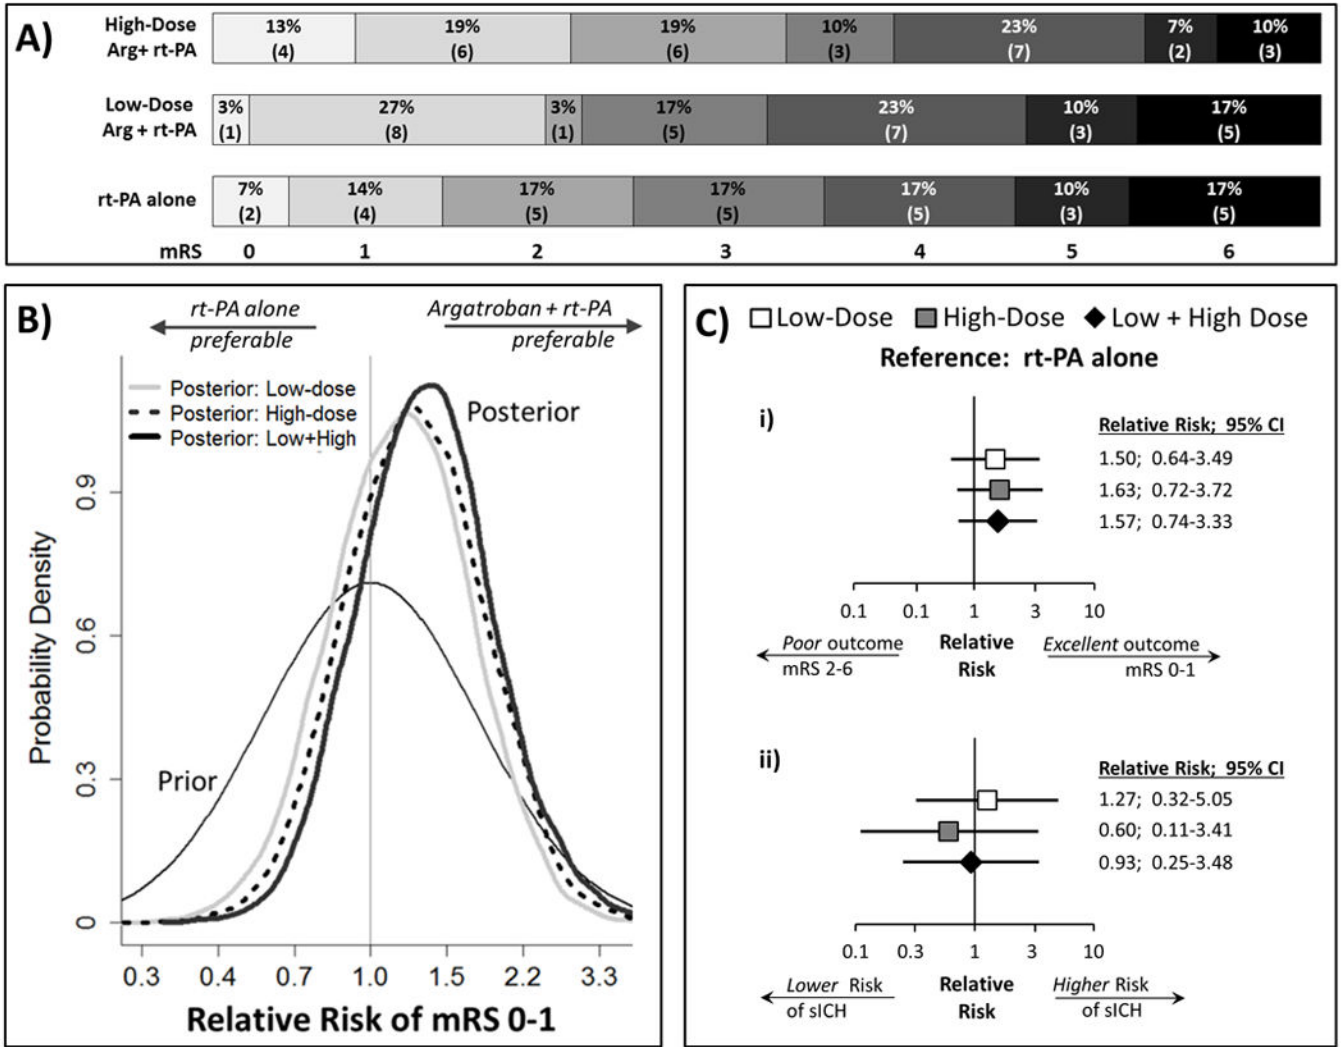 A)
High-Dose
Arg+ rt-PA
13% 19% 19% 10% 23% 7% 10%
(4) (6) (6) (3) (7) (2) (3)
Low-Dose
Arg + rt-PA
3% 27% 3% 17% 23% 10% 17%
(1) (8) (1) (5) (7) (3) (5)
rt-PA alone
7% 14% 17% 17% 17% 10% 17%
(2) (4) (5) (5) (5) (3) (5)
mRS 0 1 2 3 4 5 6
B)
rt-PA alone
preferable
Argatroban + rt-PA
preferable
Posterior: Low-dose
Posterior: High-dose
Posterior: Low+High
Posterior
Prior
Probability Density
0.9
0.6
0.3
0
0.3 0.4 0.7 1.0 1.5 2.2 3.3
Relative Risk of mRS 0-1
C)
Low-Dose High-Dose Low + High Dose
Reference: rt-PA alone
i)
Relative Risk; 95% CI
1.50; 0.64-3.49
1.63; 0.72-3.72
1.57; 0.74-3.33
0.1 0.1 1 3 10
Poor outcome
mRS 2-6
Relative
Risk
Excellent outcome
mRS 0-1
ii)
Relative Risk; 95% CI
1.27; 0.32-5.05
0.60; 0.11-3.41
0.93; 0.25-3.48
0.1 0.3 1 3 10
Lower Risk
of sICH
Relative
Risk
Higher Risk
of sICH